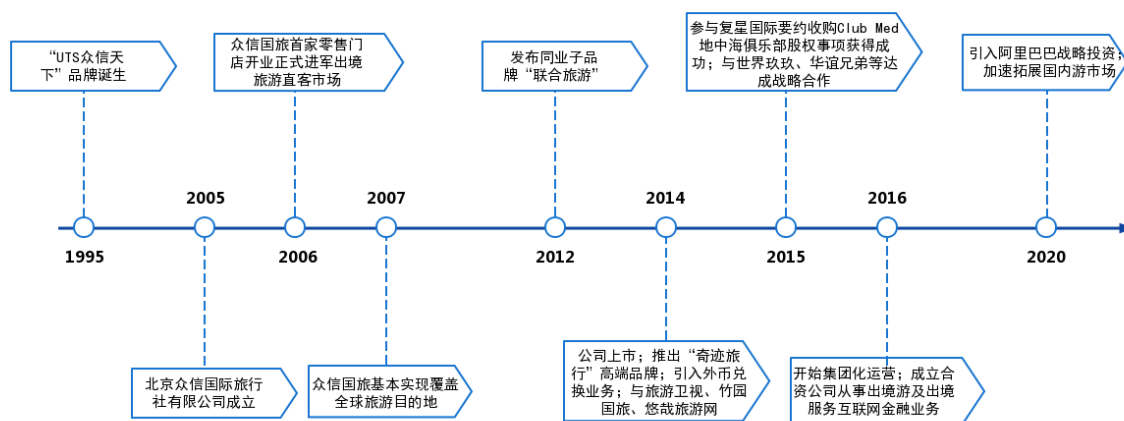 “UTS众信天
下”品牌诞生
众信国旅首家零售门
店开业正式进军出境
旅游直客市场
发布同业子品
牌“联合旅游”
参与复星国际要约收购Club Med
地中海俱乐部股权事项获得成
功；与世界玖玖、华谊兄弟等达
成战略合作
引入阿里巴巴战略投资；
加速拓展国内游市场
2005
2007
2014
2016
1995
2006
2012
2015
2020
北京众信国际旅行
社有限公司成立
众信国旅基本实现覆盖
全球旅游目的地
公司上市；推出“奇迹旅
行”高端品牌；引入外币兑
换业务；与旅游卫视、竹园
国旅、悠哉旅游网
开始集团化运营；成立合
资公司从事出境游及出境
服务互联网金融业务